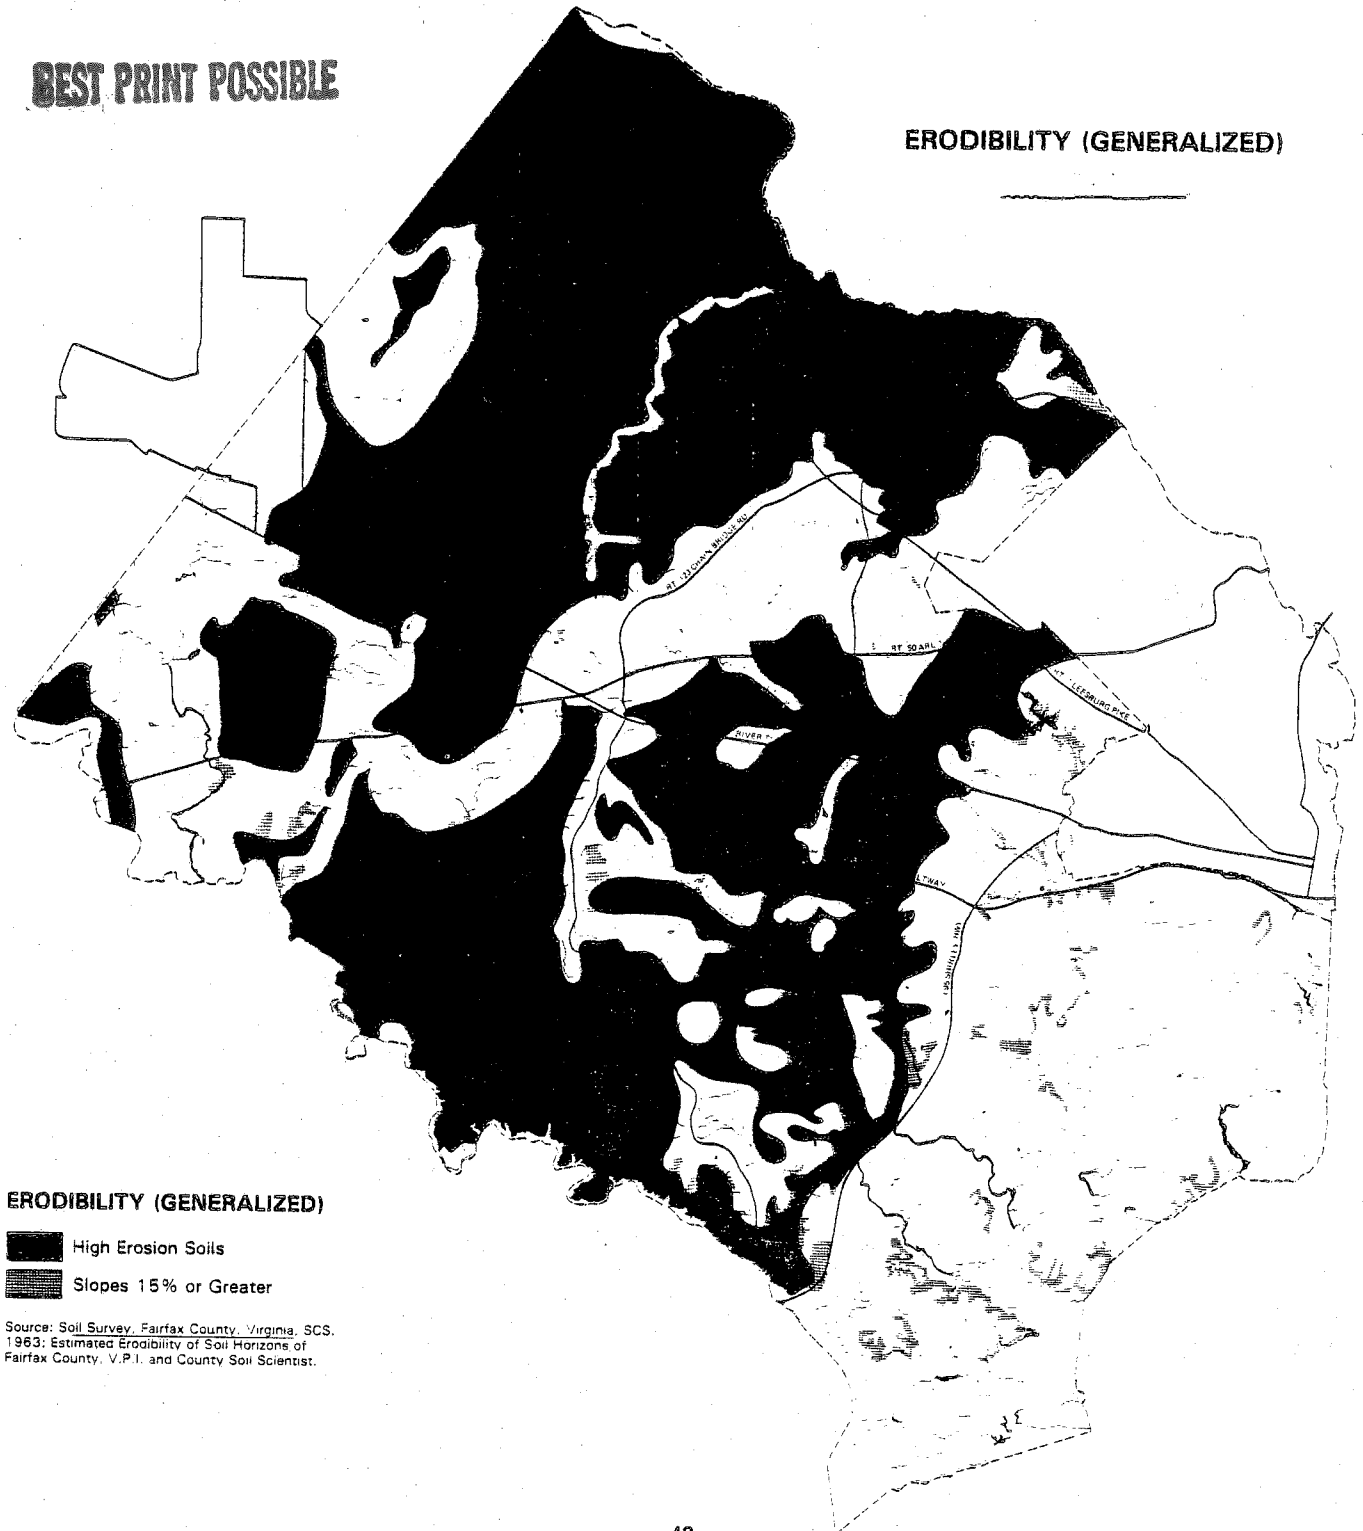 BEST PRINT POSSIBLE
ERODIBILITY (GENERALIZED)
RT. 123 CHAIN BRIDGE RD
RT 50 ARL
LEESBURG PIKE
RIVER T
LTWAY
ERODIBILITY (GENERALIZED)
High Erosion Soils
Slopes 15% or Greater
Source: Soil Survey, Fairfax County, Virginia, SCS,
1963; Estimated Erodibility of Soil Horizons of
Fairfax County, V.P.I. and County Soil Scientist.